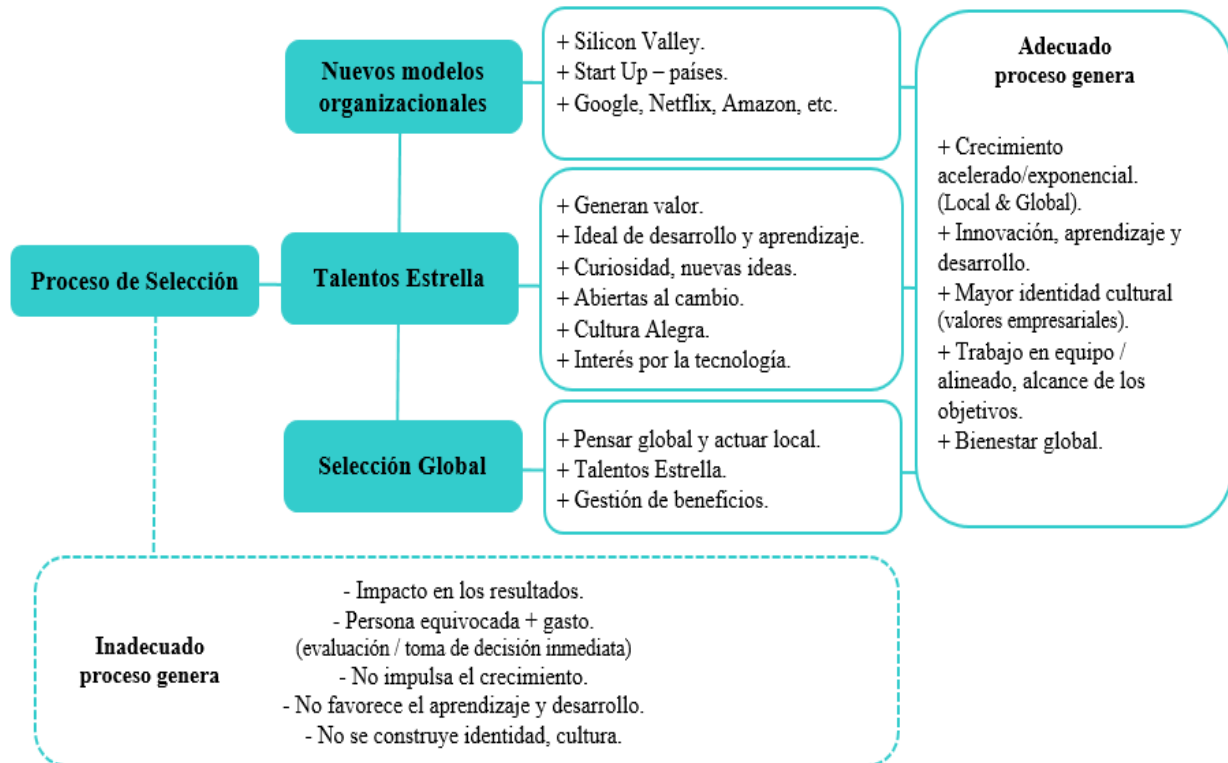 Nuevos modelos
organizacionales
+ Silicon Valley.
+ Start Up – países.
+ Google, Netflix, Amazon, etc.
Proceso de Selección
Talentos Estrella
+ Generan valor.
+ Ideal de desarrollo y aprendizaje.
+ Curiosidad, nuevas ideas.
+ Abiertas al cambio.
+ Cultura Alegra.
+ Interés por la tecnología.
Selección Global
+ Pensar global y actuar local.
+ Talentos Estrella.
+ Gestión de beneficios.
Adecuado
proceso genera
+ Crecimiento
acelerado/exponencial.
(Local & Global).
+ Innovación, aprendizaje y
desarrollo.
+ Mayor identidad cultural
(valores empresariales).
+ Trabajo en equipo /
alineado, alcance de los
objetivos.
+ Bienestar global.
Inadecuado
proceso genera
- Impacto en los resultados.
- Persona equivocada + gasto.
(evaluación / toma de decisión inmediata)
- No impulsa el crecimiento.
- No favorece el aprendizaje y desarrollo.
- No se construye identidad, cultura.